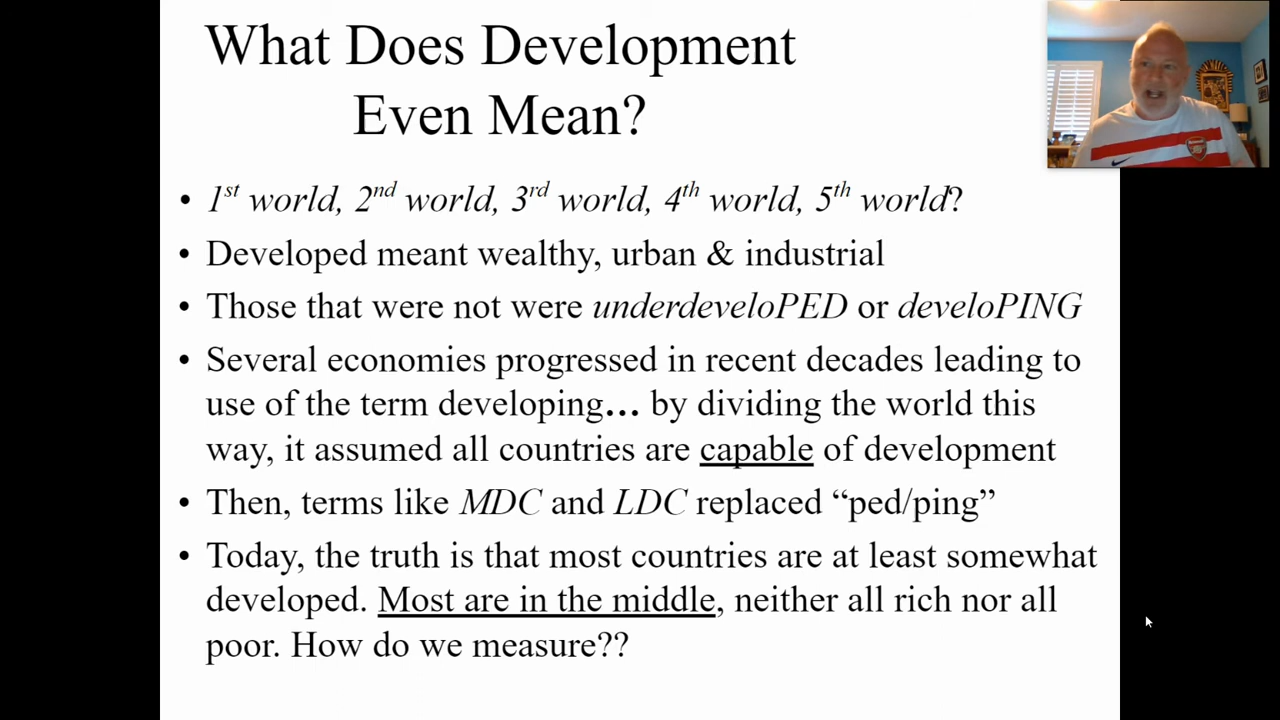 What Does Development
Even Mean?
• 1st world, 2nd world, 3rd world, 4th world, 5th world?
• Developed meant wealthy, urban & industrial
• Those that were not were underdeveloPED or develoPING
• Several economies progressed in recent decades leading to
use of the term developing… by dividing the world this
way, it assumed all countries are capable of development
• Then, terms like MDC and LDC replaced “ped/ping”
• Today, the truth is that most countries are at least somewhat
developed. Most are in the middle, neither all rich nor all
poor. How do we measure??